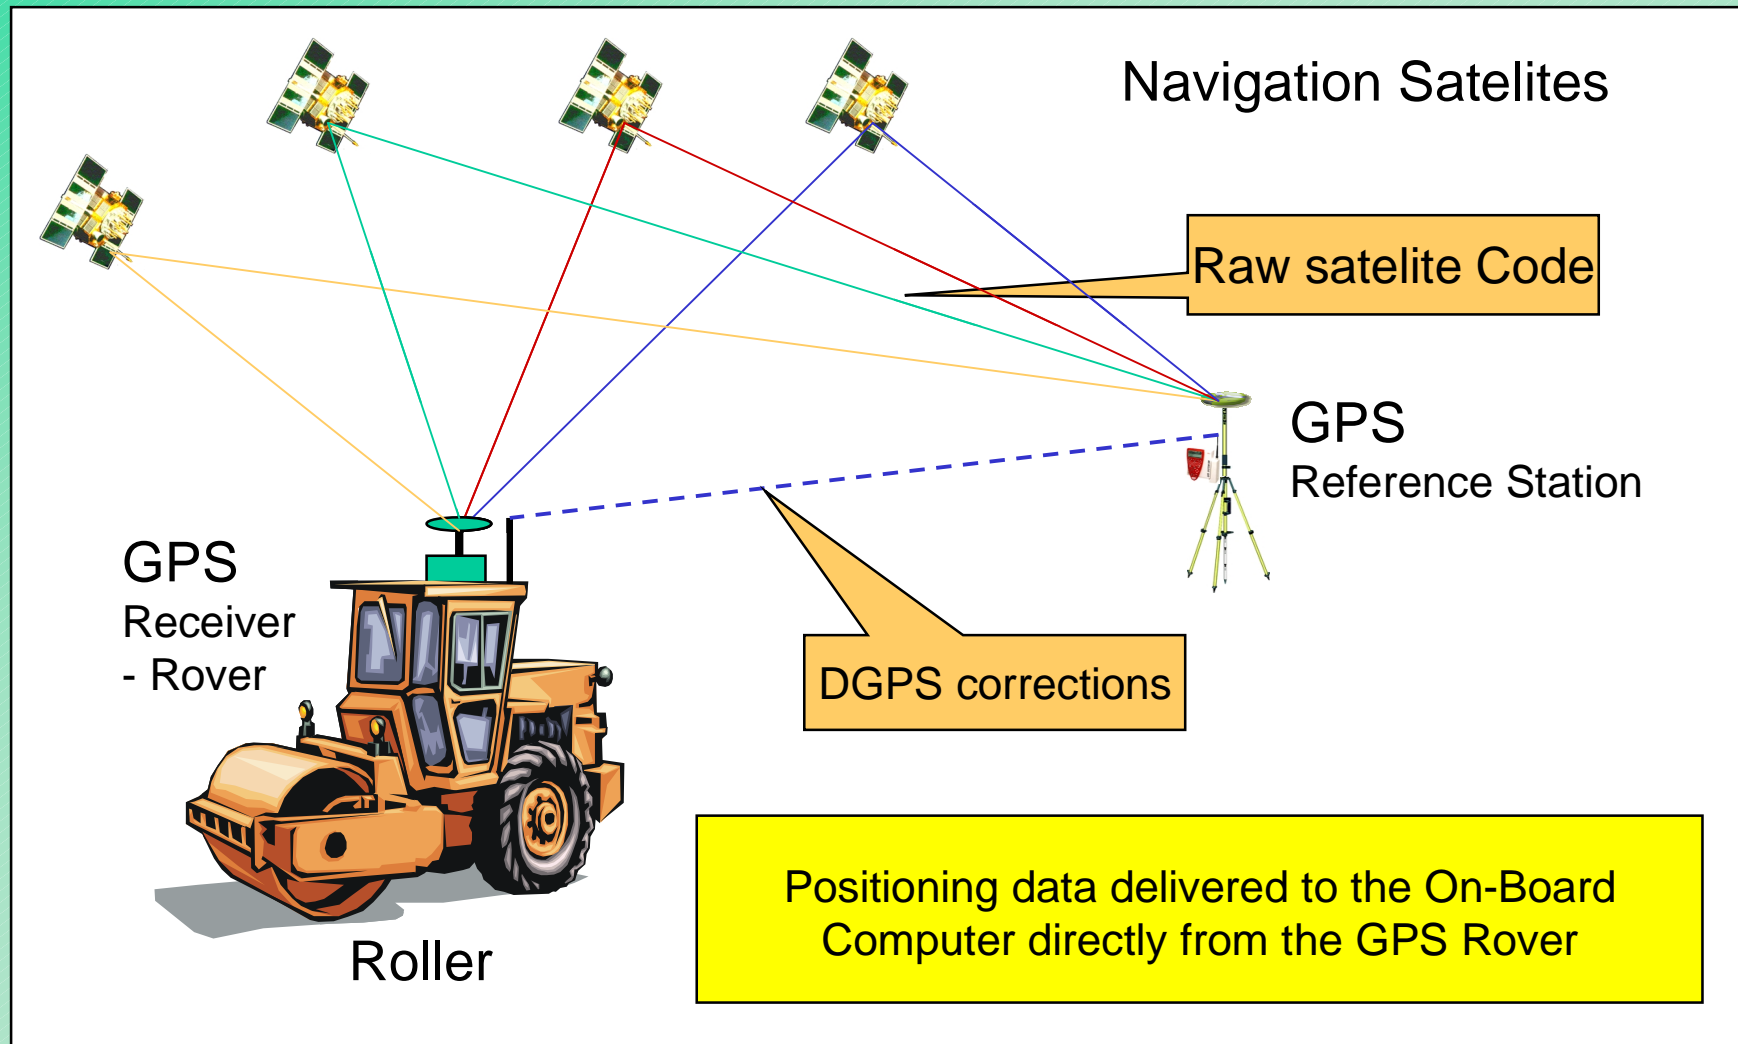 Navigation Satelites
Raw satelite Code
GPS
Reference Station
GPS
Receiver
- Rover
DGPS corrections
Positioning data delivered to the On-Board
Computer directly from the GPS Rover
Roller